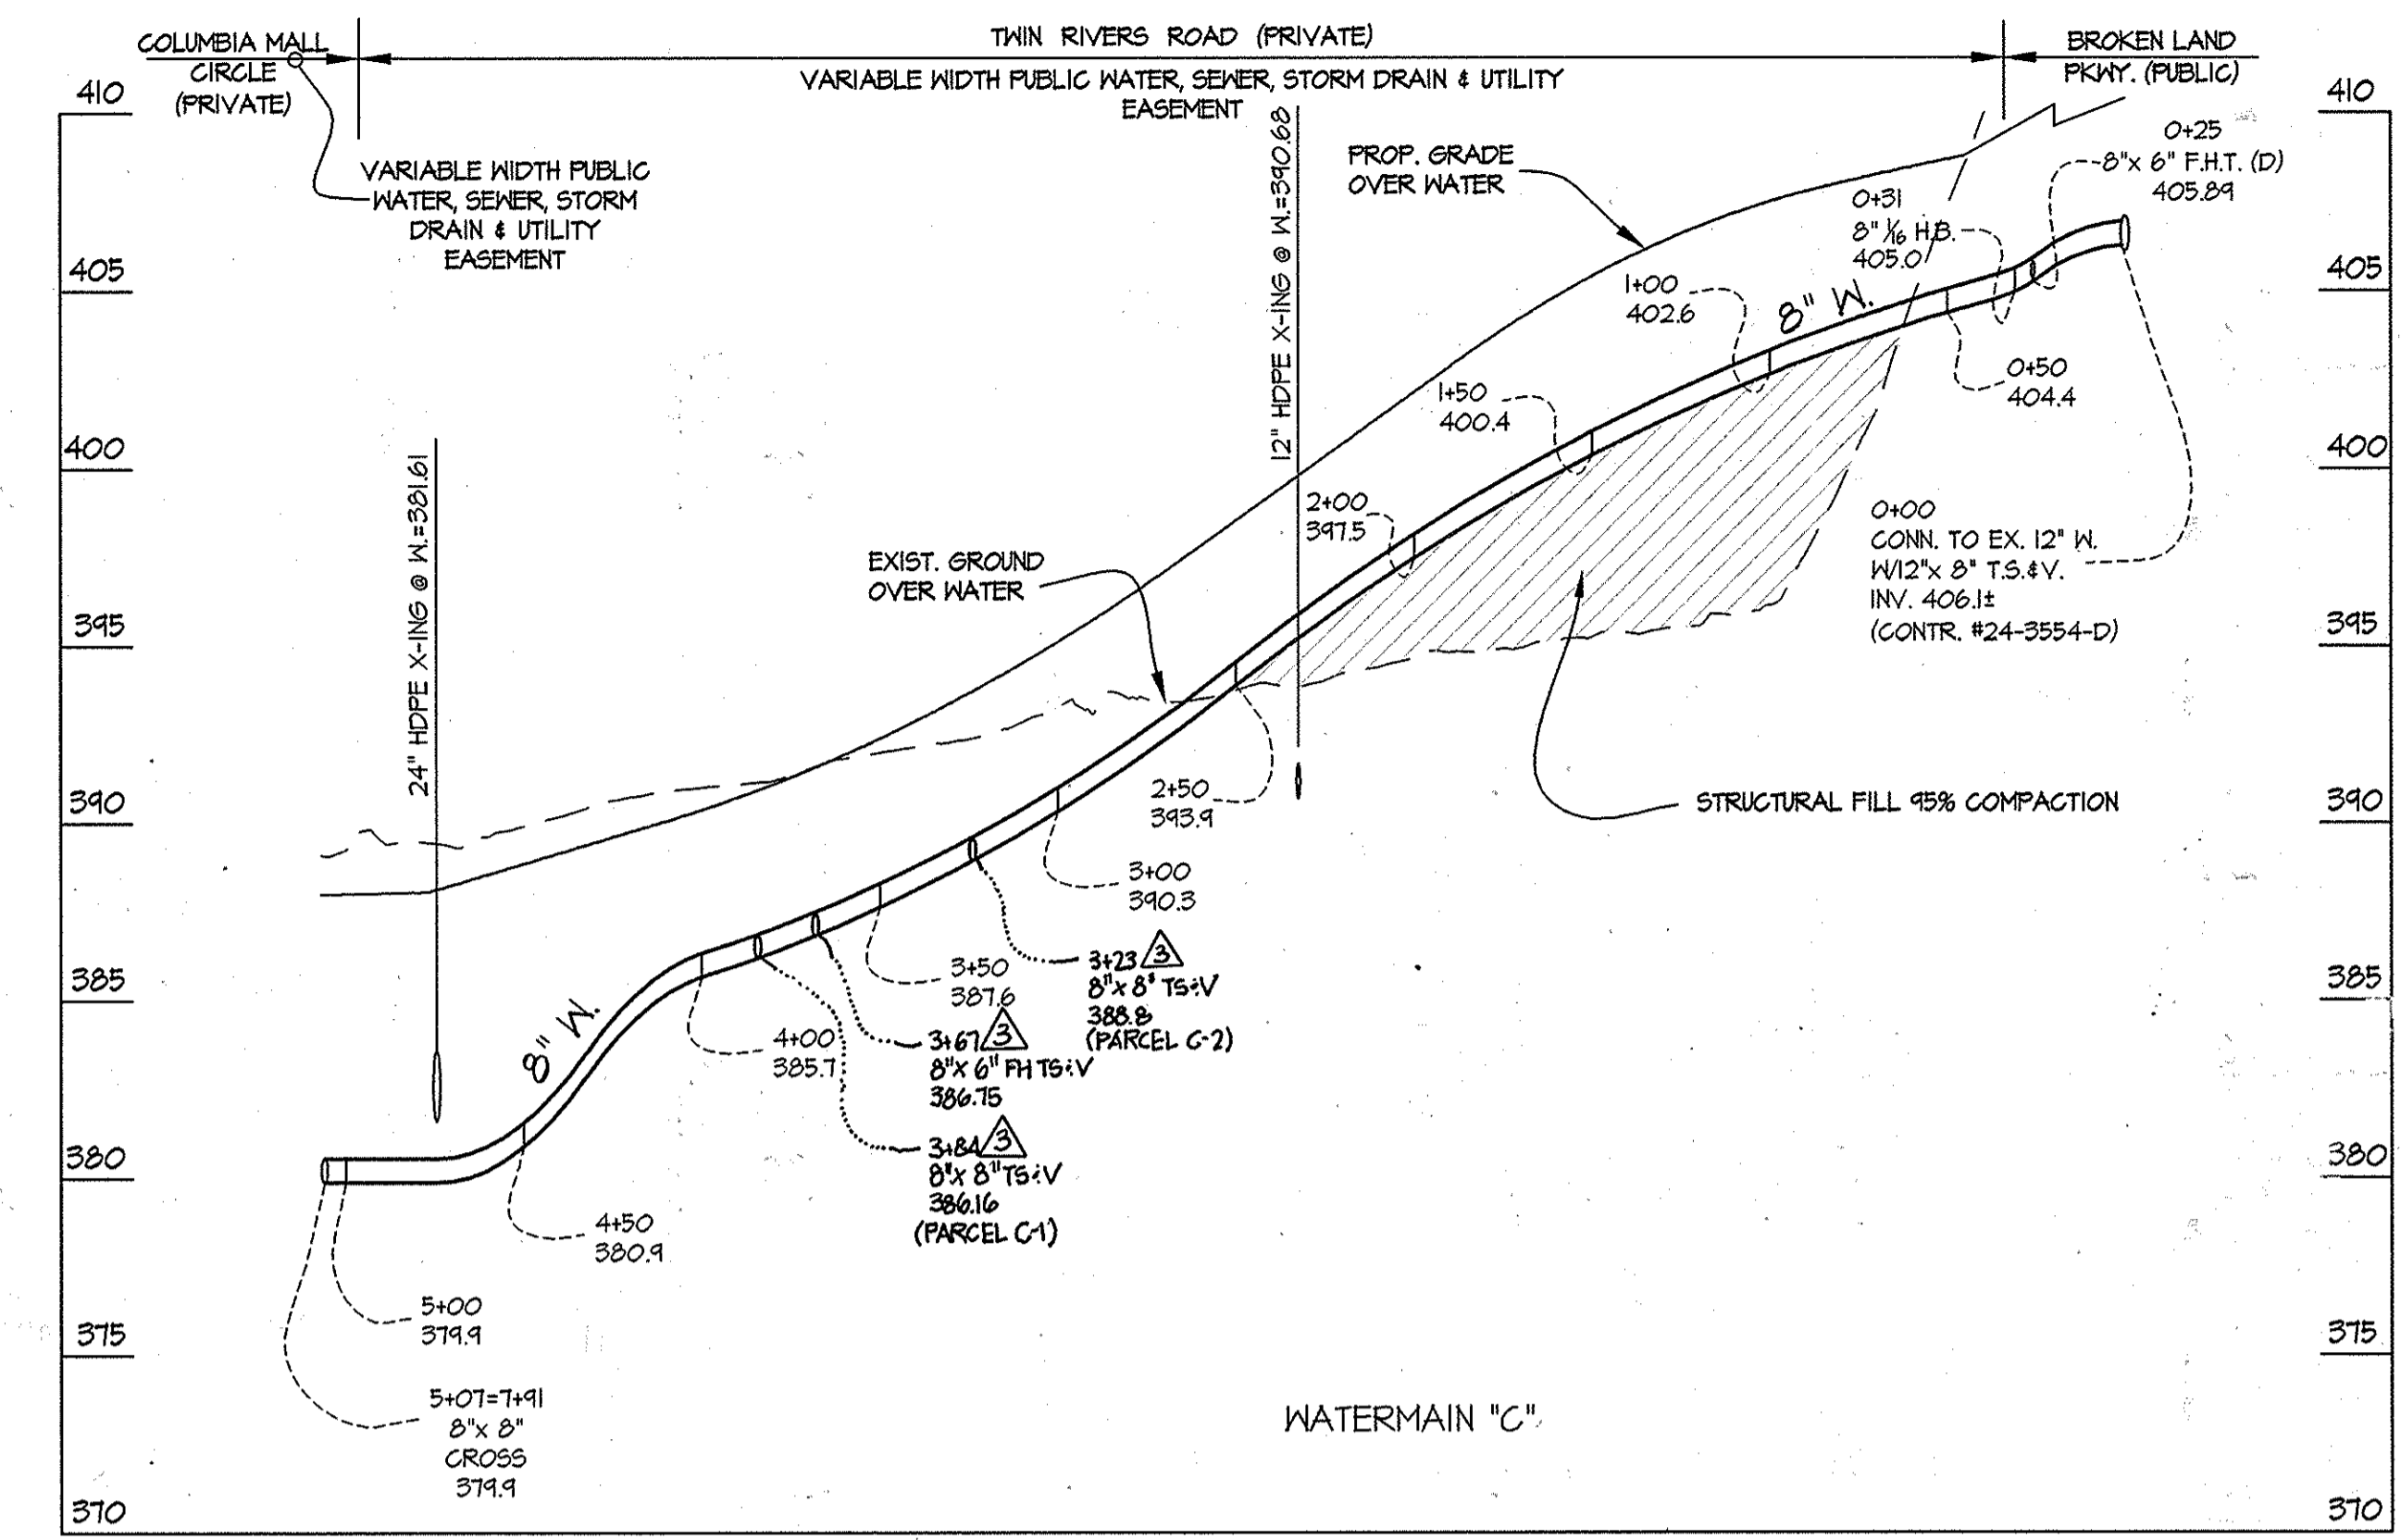 COLUMBIA MALL
CIRCLE
(PRIVATE)
TWIN RIVERS ROAD (PRIVATE)
VARIABLE WIDTH PUBLIC WATER, SEWER, STORM DRAIN & UTILITY
EASEMENT
BROKEN LAND
PKWY. (PUBLIC)
410
405
400
395
390
385
380
375
370
VARIABLE WIDTH PUBLIC
WATER, SEWER, STORM
DRAIN & UTILITY
EASEMENT
24" HDPE X-ING @ W.=381.61
12" HDPE X-ING @ W.=390.68
PROP. GRADE
OVER WATER
EXIST. GROUND
OVER WATER
0+31
8" 1/16 H.B.
405.0
0+25
8"x 6" F.H.T. (D)
405.89
1+00
402.6
8" W.
0+50
404.4
1+50
400.4
2+00
397.5
0+00
CONN. TO EX. 12" W.
W/12"x 8" T.S.&V.
INV. 406.1±
(CONTR. #24-3554-D)
2+50
393.9
STRUCTURAL FILL 95% COMPACTION
3+00
390.3
3+23 3
8"x 8" TS&V
388.8
(PARCEL C-2)
3+50
387.6
3+67 3
8"x 6" FH TS&V
386.75
4+00
385.7
3+84 3
8"x 8" TS&V
386.16
(PARCEL C-1)
8" W.
4+50
380.9
5+00
379.9
5+07=7+91
8"x 8"
CROSS
379.9
WATERMAIN "C"
410
405
400
395
390
385
380
375
370